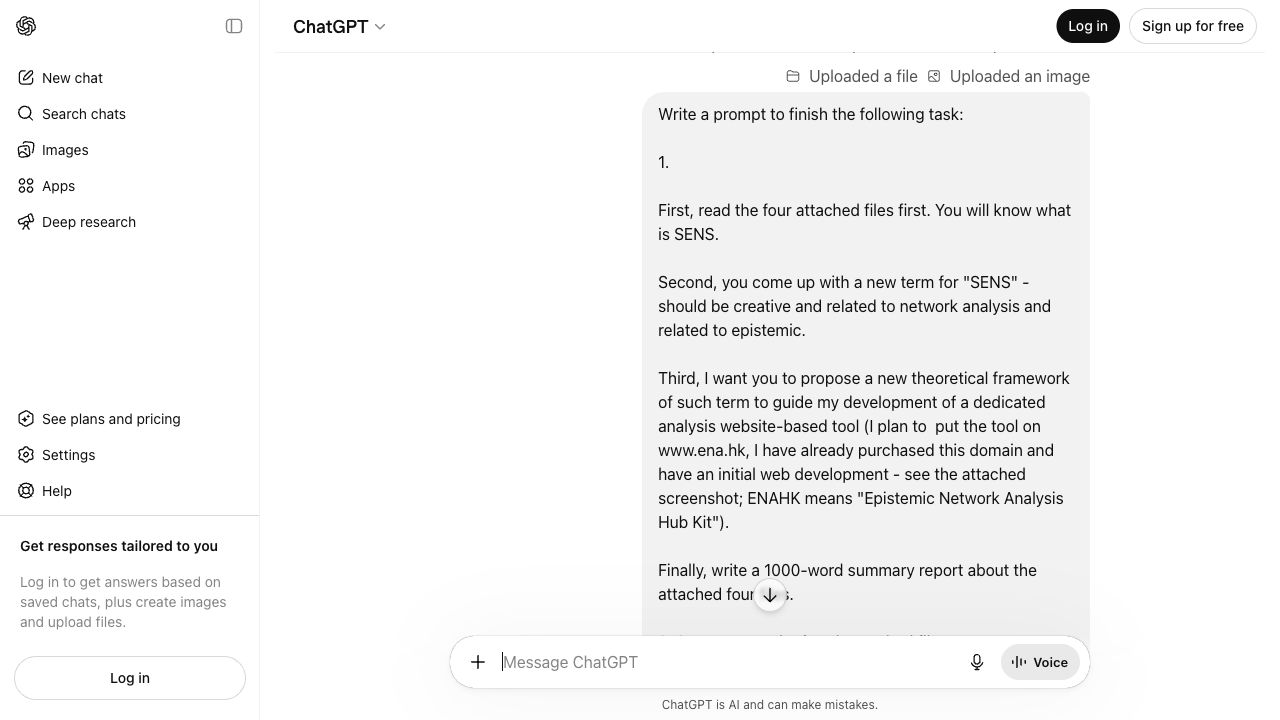 ChatGPT
Log in
Sign up for free
New chat
Search chats
Images
Apps
Deep research
See plans and pricing
Settings
Help
Get responses tailored to you
Log in to get answers based on
saved chats, plus create images
and upload files.
Log in
Uploaded a file
Uploaded an image
Write a prompt to finish the following task:
1.
First, read the four attached files first. You will know what
is SENS.
Second, you come up with a new term for "SENS" -
should be creative and related to network analysis and
related to epistemic.
Third, I want you to propose a new theoretical framework
of such term to guide my development of a dedicated
analysis website-based tool (I plan to  put the tool on
www.ena.hk, I have already purchased this domain and
have an initial web development - see the attached
screenshot; ENAHK means "Epistemic Network Analysis
Hub Kit").
Finally, write a 1000-word summary report about the
attached four
Message ChatGPT
Voice
ChatGPT is AI and can make mistakes.